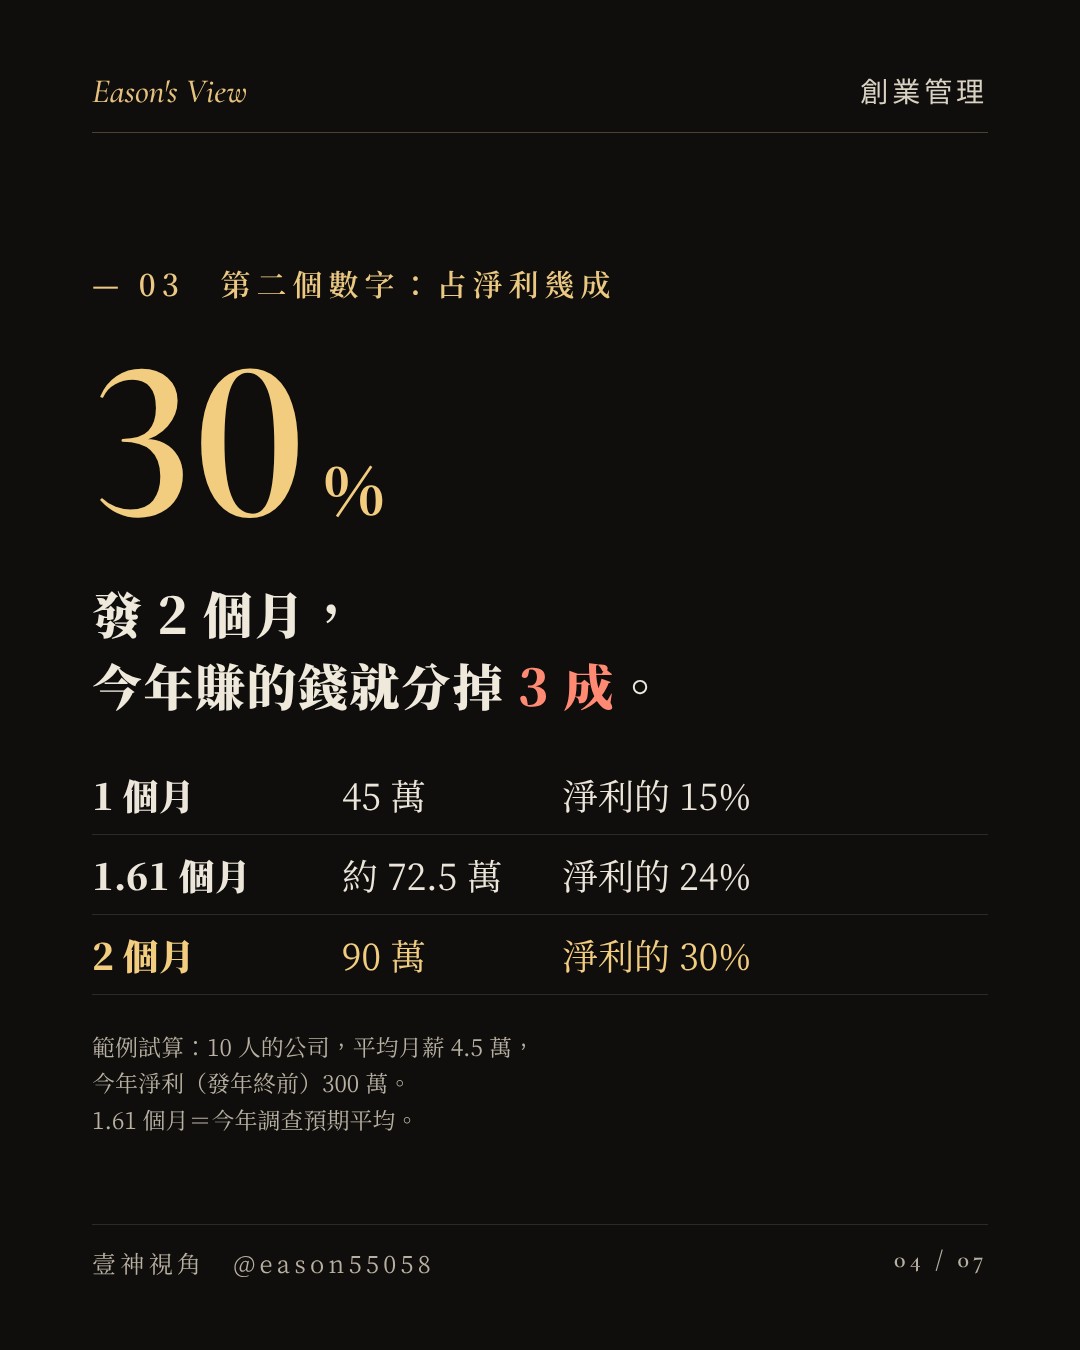 Eason's View
創業管理
— 03 第二個數字：占淨利幾成
30 %
發 2 個月，
今年賺的錢就分掉 3 成。
1 個月 45 萬 淨利的 15%
1.61 個月 約 72.5 萬 淨利的 24%
2 個月 90 萬 淨利的 30%
範例試算：10 人的公司，平均月薪 4.5 萬，
今年淨利（發年終前）300 萬。
1.61 個月＝今年調查預期平均。
壹神視角 @eason55058
04 / 07